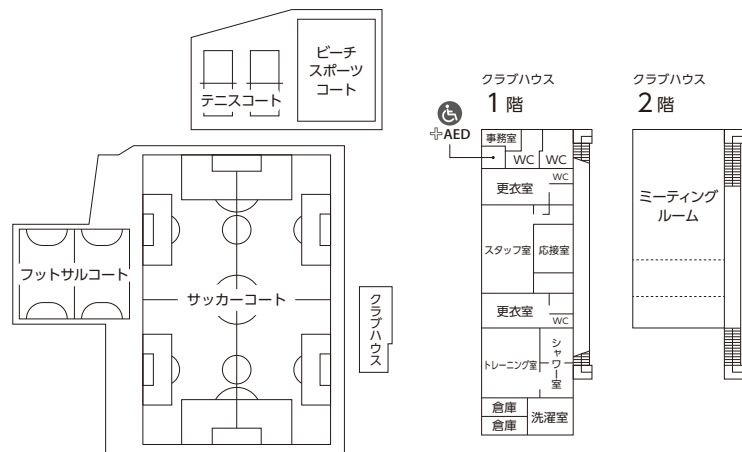 ビーチ
スポーツ
コート
テニスコート
フットサルコート
サッカーコート
クラブハウス
クラブハウス
1階
+AED
事務室
WC
WC
WC
更衣室
スタッフ室
応接室
更衣室
WC
トレーニング室
シャワー室
倉庫
倉庫
洗濯室
クラブハウス
2階
ミーティング
ルーム